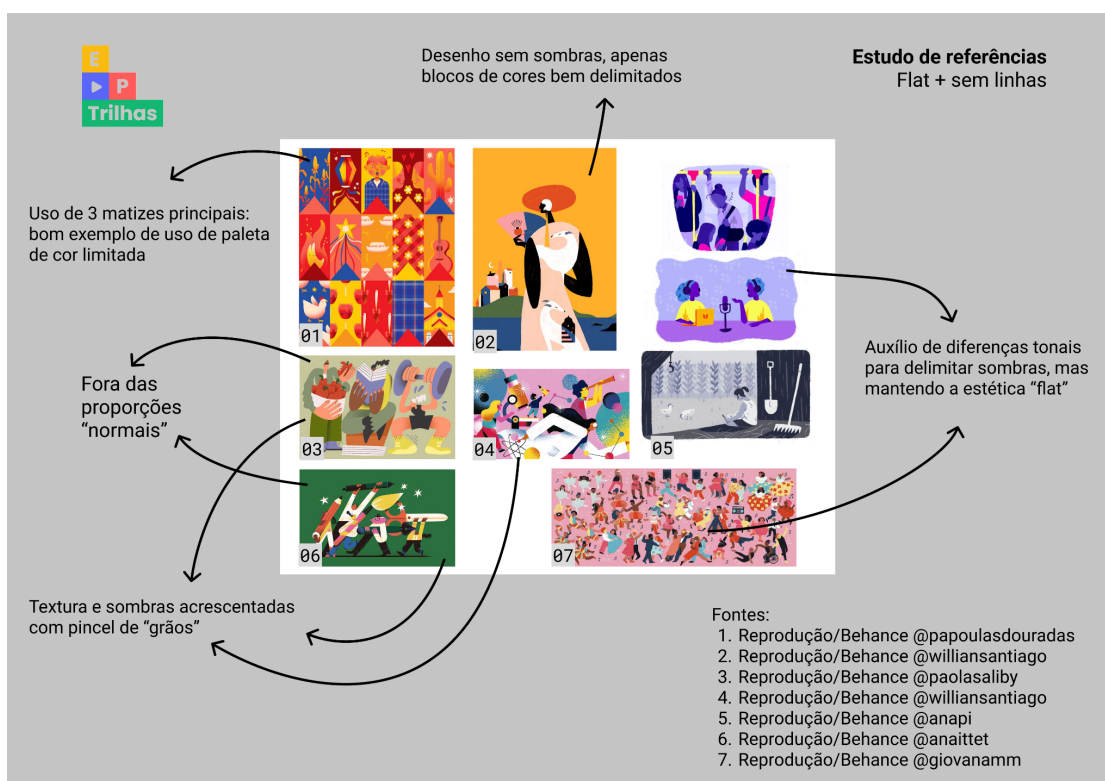 E
P
Trilhas
Desenho sem sombras, apenas
blocos de cores bem delimitados
Estudo de referências
Flat + sem linhas
Uso de 3 matizes principais:
bom exemplo de uso de paleta
de cor limitada
01
02
Fora das
proporções
“normais”
03
04
05
Auxílio de diferenças tonais
para delimitar sombras, mas
mantendo a estética “flat”
06
07
Textura e sombras acrescentadas
com pincel de “grãos”
Fontes:
1. Reprodução/Behance @papoulasdouradas
2. Reprodução/Behance @williansantiago
3. Reprodução/Behance @paolasaliby
4. Reprodução/Behance @williansantiago
5. Reprodução/Behance @anapi
6. Reprodução/Behance @anaittet
7. Reprodução/Behance @giovanamm